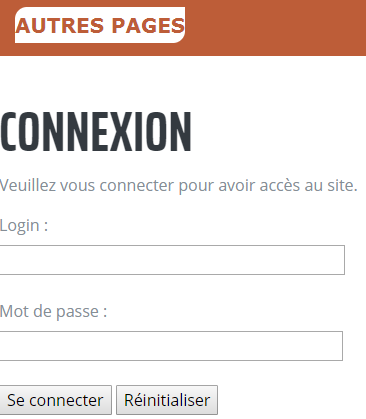 AUTRES PAGES
CONNEXION
Veuillez vous connecter pour avoir accès au site.
Login :
Mot de passe :
Se connecter
Réinitialiser